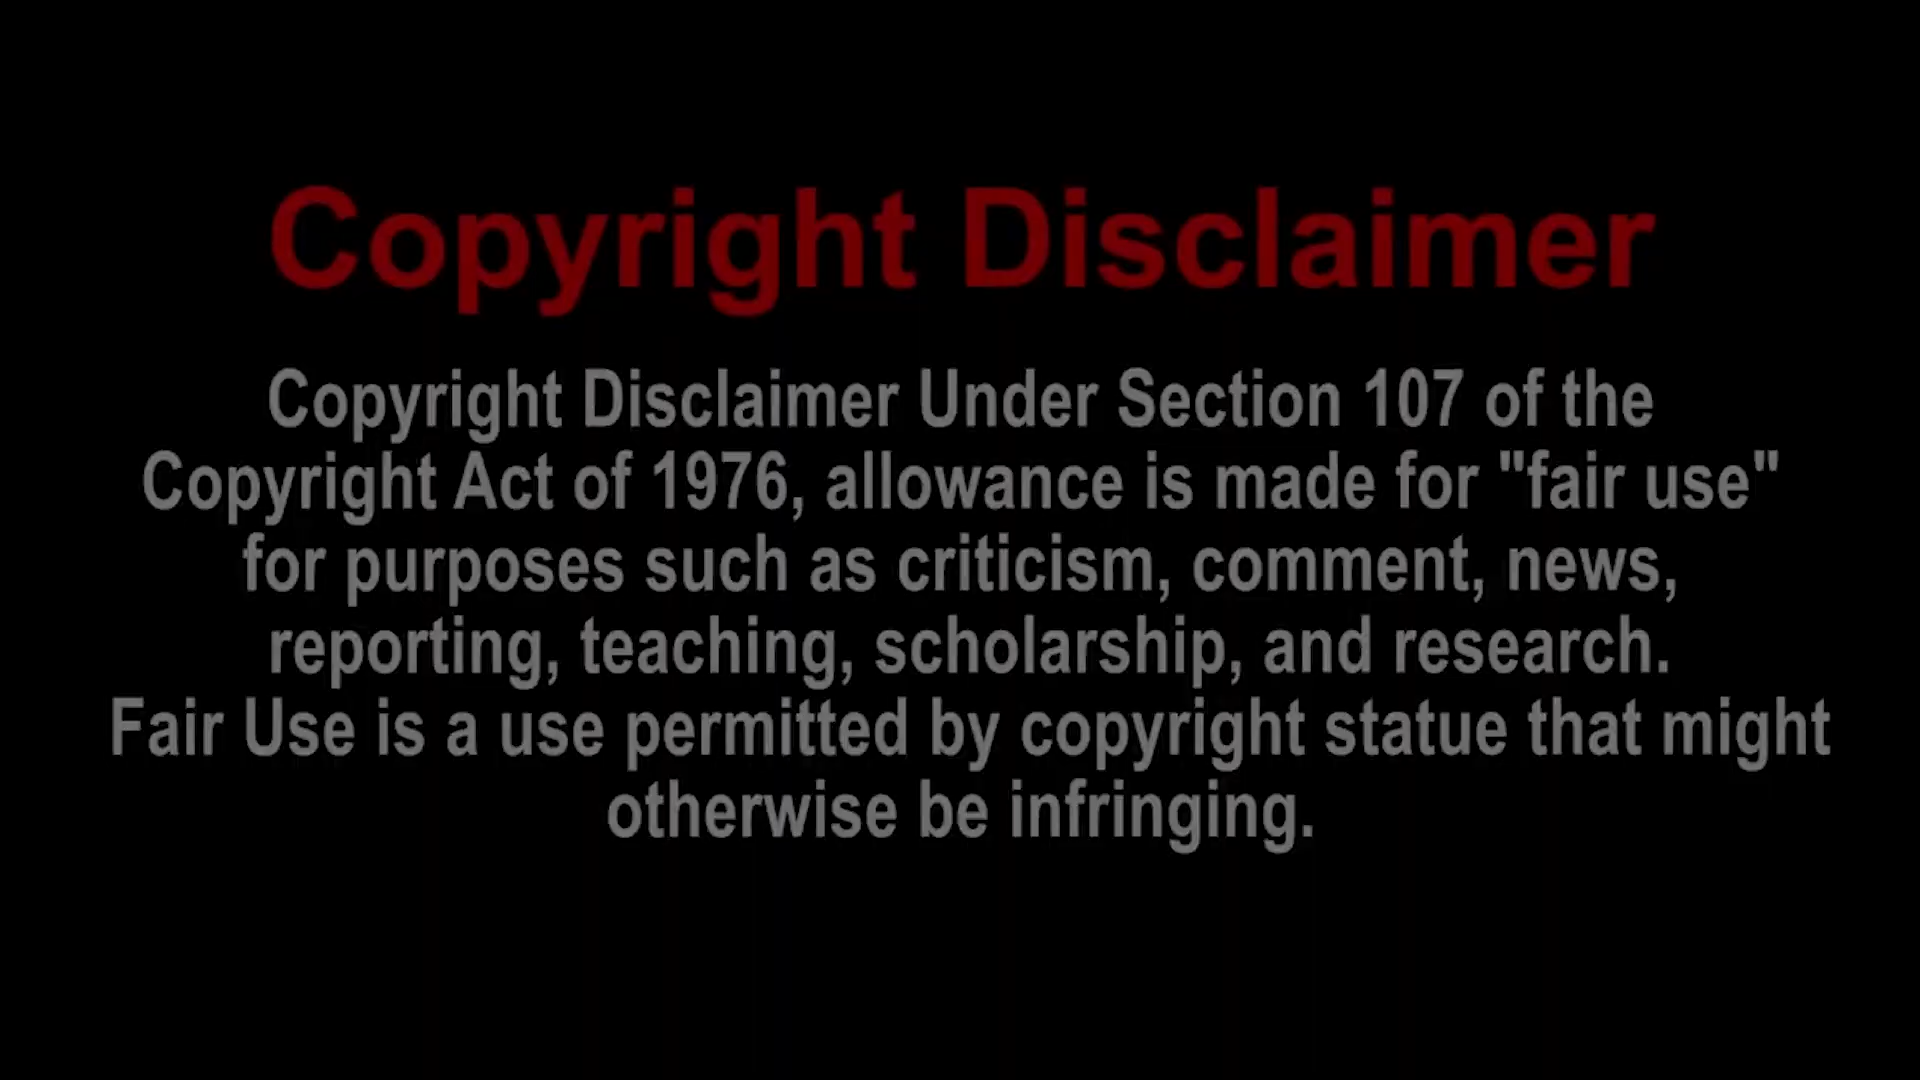 Copyright Disclaimer
Copyright Disclaimer Under Section 107 of the
Copyright Act of 1976, allowance is made for "fair use"
for purposes such as criticism, comment, news,
reporting, teaching, scholarship, and research.
Fair Use is a use permitted by copyright statue that might
otherwise be infringing.